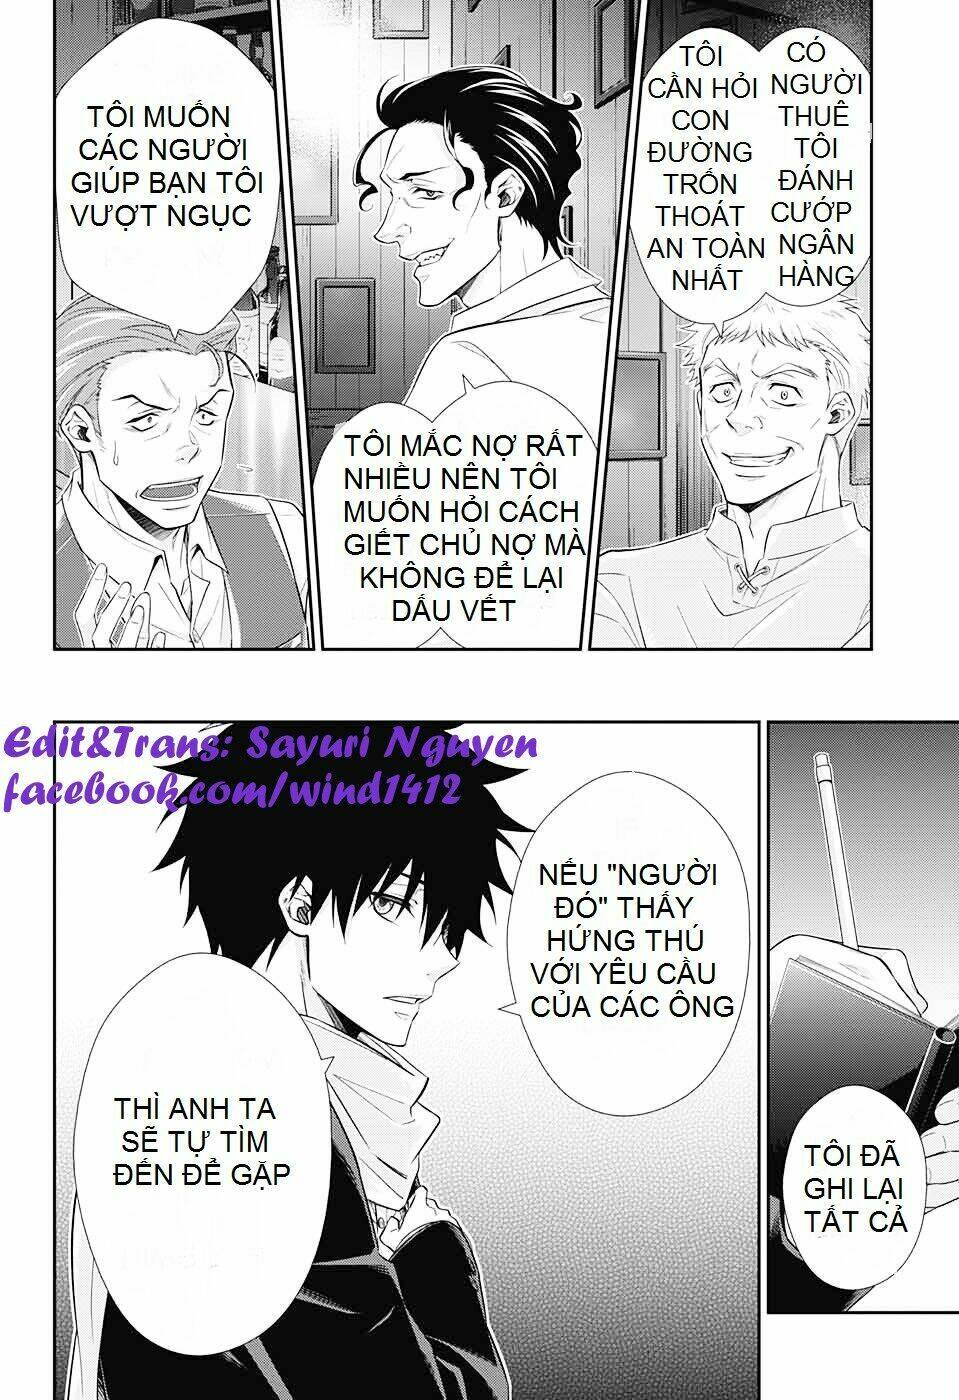 CÓ
NGƯỜI
THUÊ
TÔI
ĐÁNH
CƯỚP
NGÂN
HÀNG
TÔI
CẦN HỎI
CON
ĐƯỜNG
TRỐN
THOÁT
AN TOÀN
NHẤT
TÔI MẮC NỢ RẤT
NHIỀU NÊN TÔI
MUỐN HỎI CÁCH
GIẾT CHỦ NỢ MÀ
KHÔNG ĐỂ LẠI
DẤU VẾT
TÔI MUỐN
CÁC NGƯỜI
GIÚP BẠN TÔI
VƯỢT NGỤC
TÔI ĐÃ
GHI LẠI
TẤT CẢ
NẾU "NGƯỜI
ĐÓ" THẤY
HỨNG THÚ
VỚI YÊU CẦU
CỦA CÁC ÔNG
THÌ ANH TA
SẼ TỰ TÌM
ĐẾN ĐỂ GẶP
Edit&Trans: Sayuri Nguyen
facebook.com/wind1412